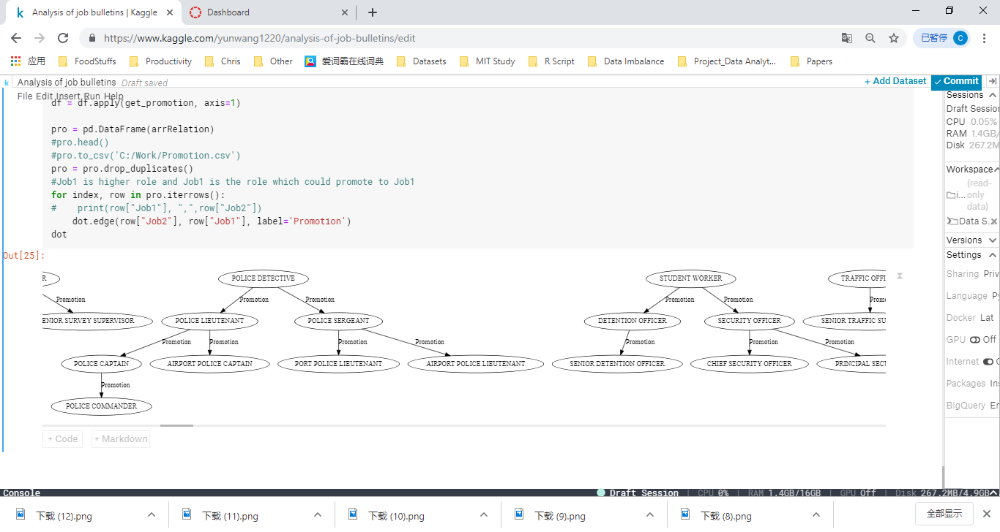 Analysis of job bulletins | Kaggle
Dashboard
https://www.kaggle.com/yunwang1220/analysis-of-job-bulletins/edit
已暂停 C
应用 FoodStuffs Productivity Chris Other 爱词霸在线词典 Datasets MIT Study R Script Data Imbalance Project_Data Analyt... Papers
k Analysis of job bulletins Draft saved + Add Dataset Commit
File Edit Insert Run Help
df = df.apply(get_promotion, axis=1)
pro = pd.DataFrame(arrRelation)
#pro.head()
#pro.to_csv('C:/Work/Promotion.csv')
pro = pro.drop_duplicates()
#Job1 is higher role and Job1 is the role which could promote to Job1
for index, row in pro.iterrows():
#    print(row["Job1"], ",",row["Job2"])
    dot.edge(row["Job2"], row["Job1"], label='Promotion')
dot
Out[25]:
R POLICE DETECTIVE STUDENT WORKER TRAFFIC OFFI
Promotion Promotion Promotion Promotion Promotion Prom
ENIOR SURVEY SUPERVISOR POLICE LIEUTENANT POLICE SERGEANT DETENTION OFFICER SECURITY OFFICER SENIOR TRAFFIC SU
Promotion Promotion Promotion Promotion Promotion Promotion Promotion
POLICE CAPTAIN AIRPORT POLICE CAPTAIN PORT POLICE LIEUTENANT AIRPORT POLICE LIEUTENANT SENIOR DETENTION OFFICER CHIEF SECURITY OFFICER PRINCIPAL SECU
Promotion
POLICE COMMANDER
+ Code + Markdown
Sessions
Draft Session
CPU 0.05%
RAM 1.4GB/
Disk 267.2M
Workspace
(read-
i... only
data)
Data S.
Versions
Settings
Sharing Priv
Language Py
Docker Lat
GPU Off
Internet
Packages Ins
BigQuery En
Console Draft Session | CPU 0% | RAM 1.4GB/16GB | GPU Off | Disk 267.2MB/4.9GB
下载 (12).png 下载 (11).png 下载 (10).png 下载 (9).png 下载 (8).png 全部显示